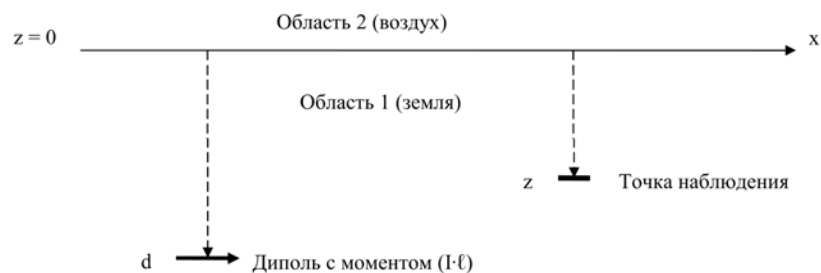 Область 2 (воздух)
z = 0
x
Область 1 (земля)
z Точка наблюдения
d Диполь с моментом (I·ℓ)